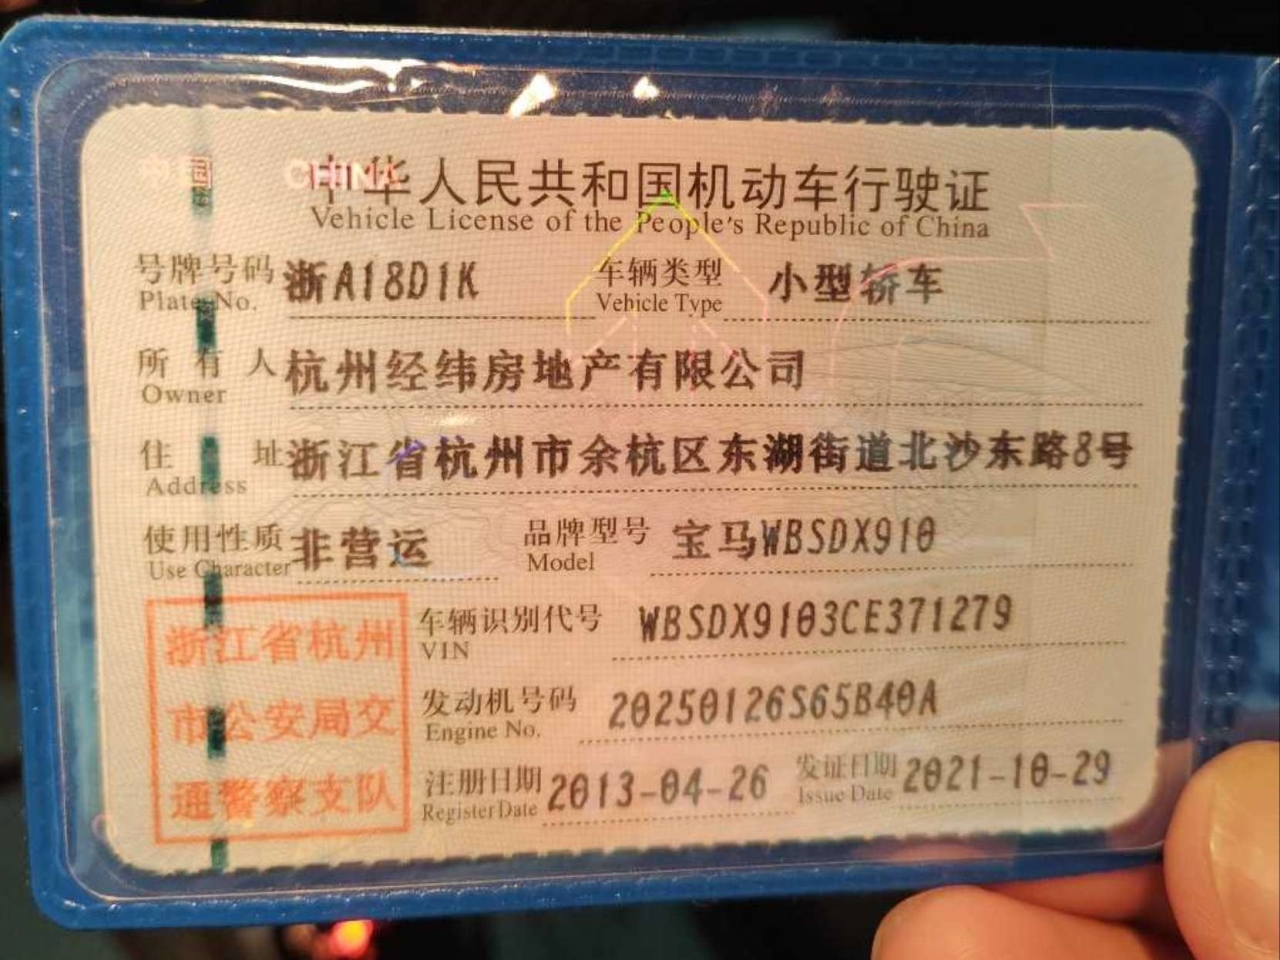 中国 CHINA
中华人民共和国机动车行驶证
Vehicle License of the People's Republic of China
号牌号码 浙A18D1K 车辆类型 小型轿车
Plate No. Vehicle Type
所有人 杭州经纬房地产有限公司
Owner
住址 浙江省杭州市余杭区东湖街道北沙东路8号
Address
使用性质 非营运 品牌型号 宝马WBSDX910
Use Character Model
浙江省杭州
市公安局交
通警察支队
车辆识别代号 WBSDX9103CE371279
VIN
发动机号码 20250126S65B40A
Engine No.
注册日期 2013-04-26 发证日期 2021-10-29
Register Date Issue Date